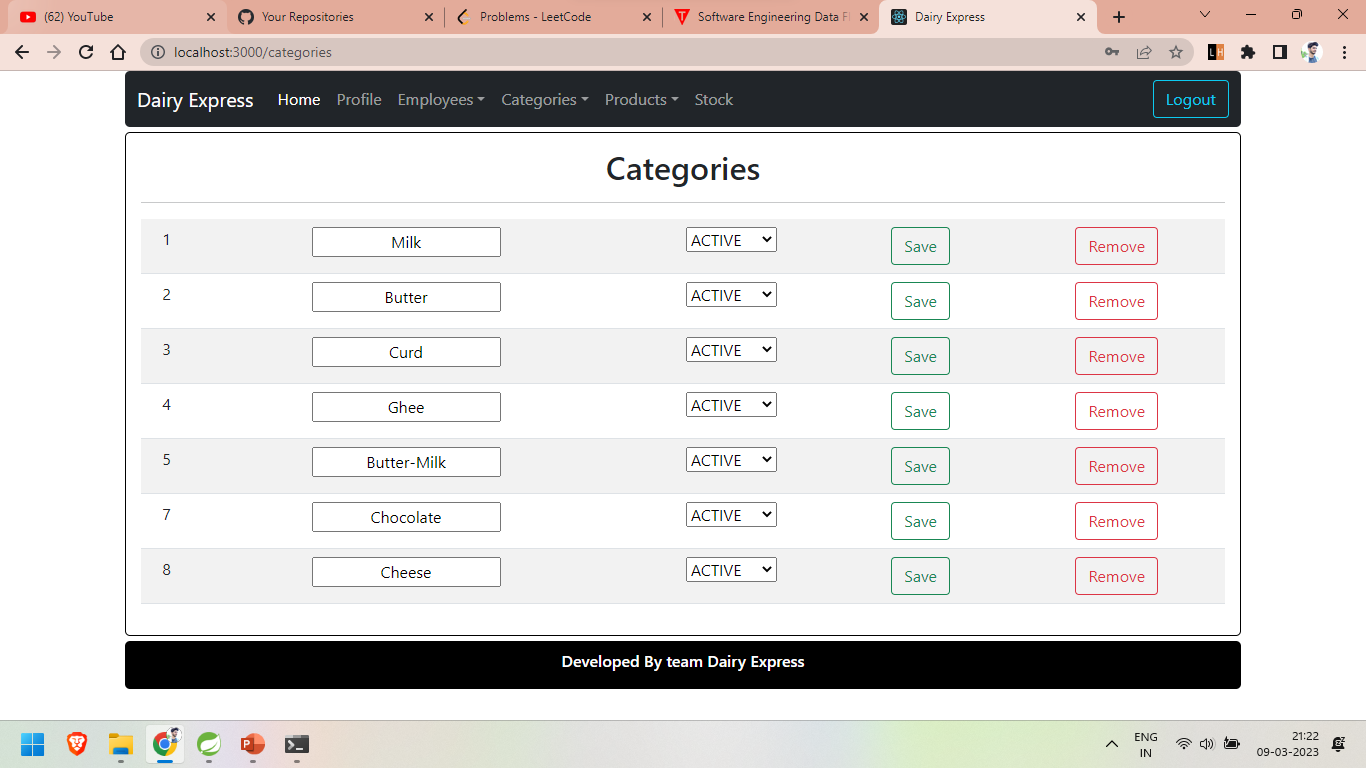 (62) YouTube
Your Repositories
Problems - LeetCode
Software Engineering Data Fl
Dairy Express
localhost:3000/categories
LH
Dairy Express Home Profile Employees Categories Products Stock Logout
Categories
1 Milk ACTIVE Save Remove
2 Butter ACTIVE Save Remove
3 Curd ACTIVE Save Remove
4 Ghee ACTIVE Save Remove
5 Butter-Milk ACTIVE Save Remove
7 Chocolate ACTIVE Save Remove
8 Cheese ACTIVE Save Remove
Developed By team Dairy Express
ENG
IN
21:22
09-03-2023